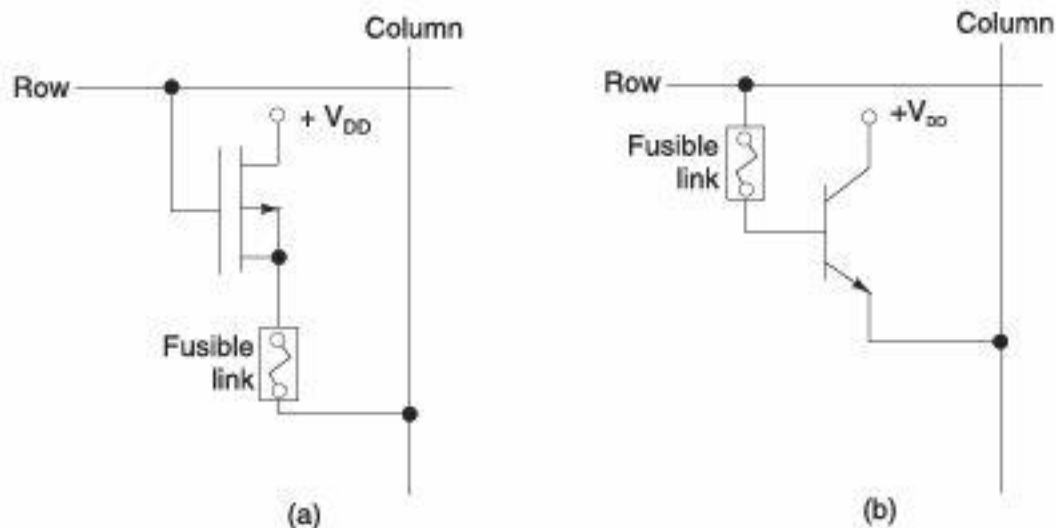 Column
Row
+ V_DD
Fusible
link
(a)
Column
Row
+V_DD
Fusible
link
(b)